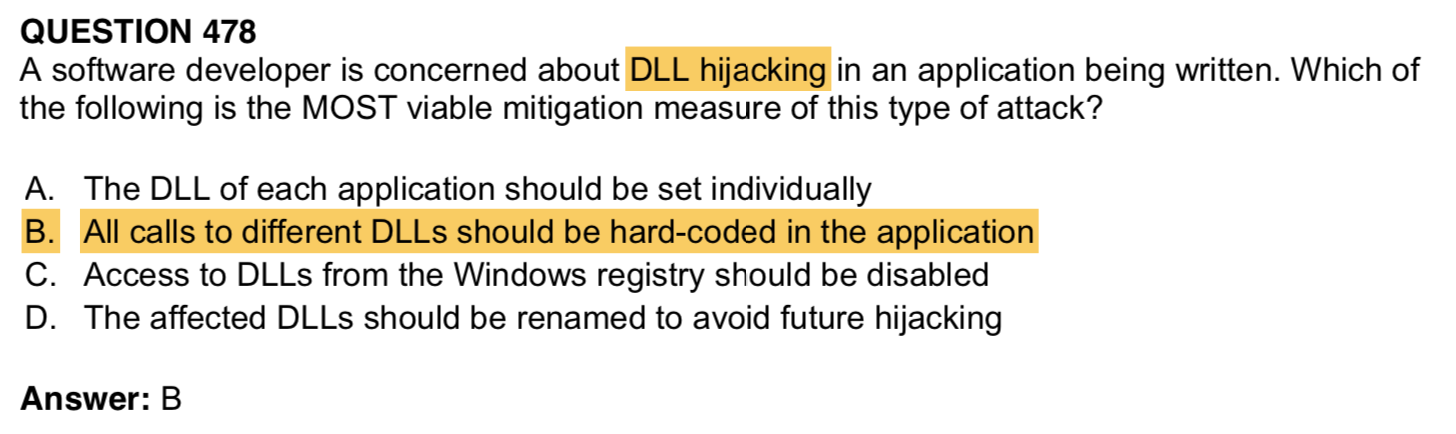 QUESTION 478
A software developer is concerned about DLL hijacking in an application being written. Which of
the following is the MOST viable mitigation measure of this type of attack?
A. The DLL of each application should be set individually
B. All calls to different DLLs should be hard-coded in the application
C. Access to DLLs from the Windows registry should be disabled
D. The affected DLLs should be renamed to avoid future hijacking
Answer: B